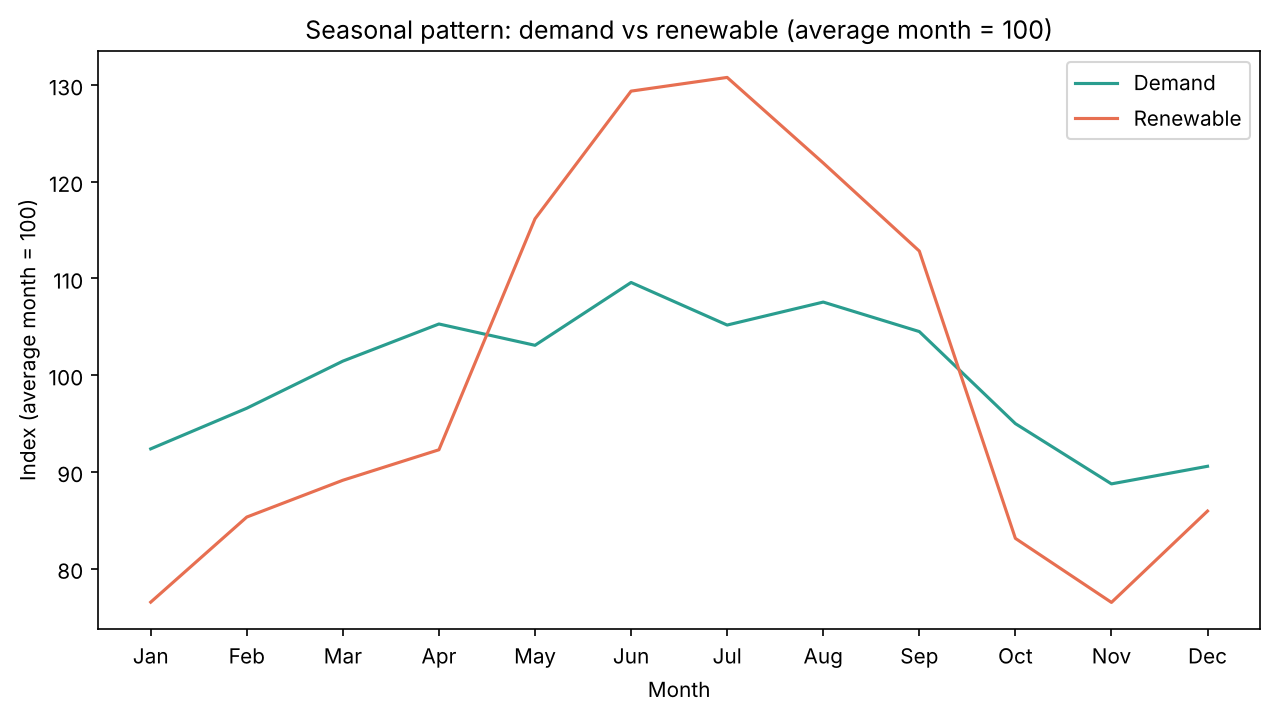 Seasonal pattern: demand vs renewable (average month = 100)
Demand
Renewable
Index (average month = 100)
130
120
110
100
90
80
Jan Feb Mar Apr May Jun Jul Aug Sep Oct Nov Dec
Month